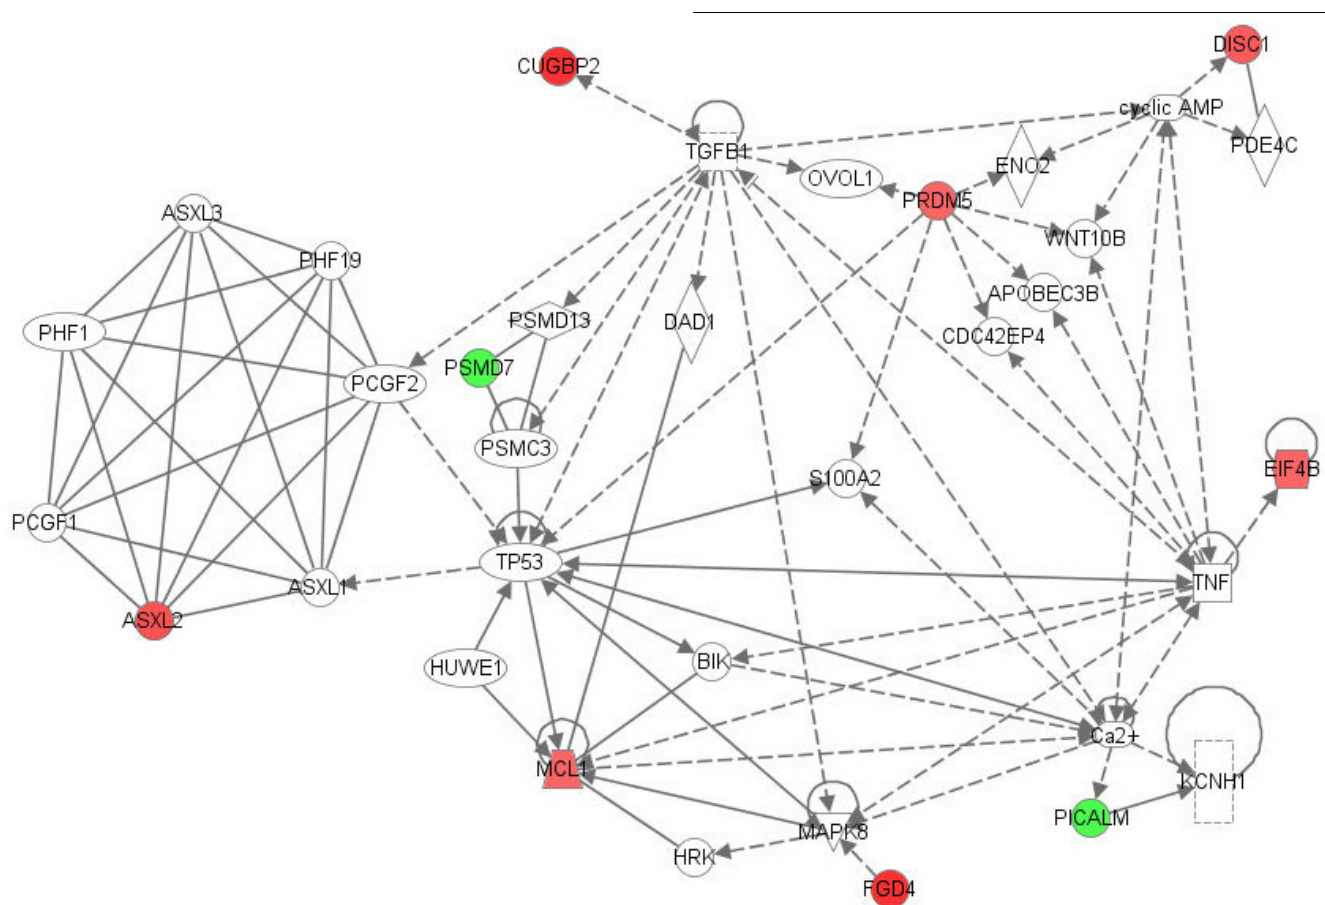 DISC1
CUGBP2
cyclic AMP
TGFB1
PDE4C
ENO2
OVOL1
PRDM5
ASXL3
WNT10B
PHF19
APOBEC3B
PSMD13
DAD1
PHF1
CDC42EP4
PSMD7
PCGF2
PSMC3
EIF4B
S100A2
PCGF1
TP53
TNF
ASXL1
ASXL2
HUWE1
BIK
Ca2+
MCL1
KCNH1
PICALM
MAPK8
HRK
FGD4